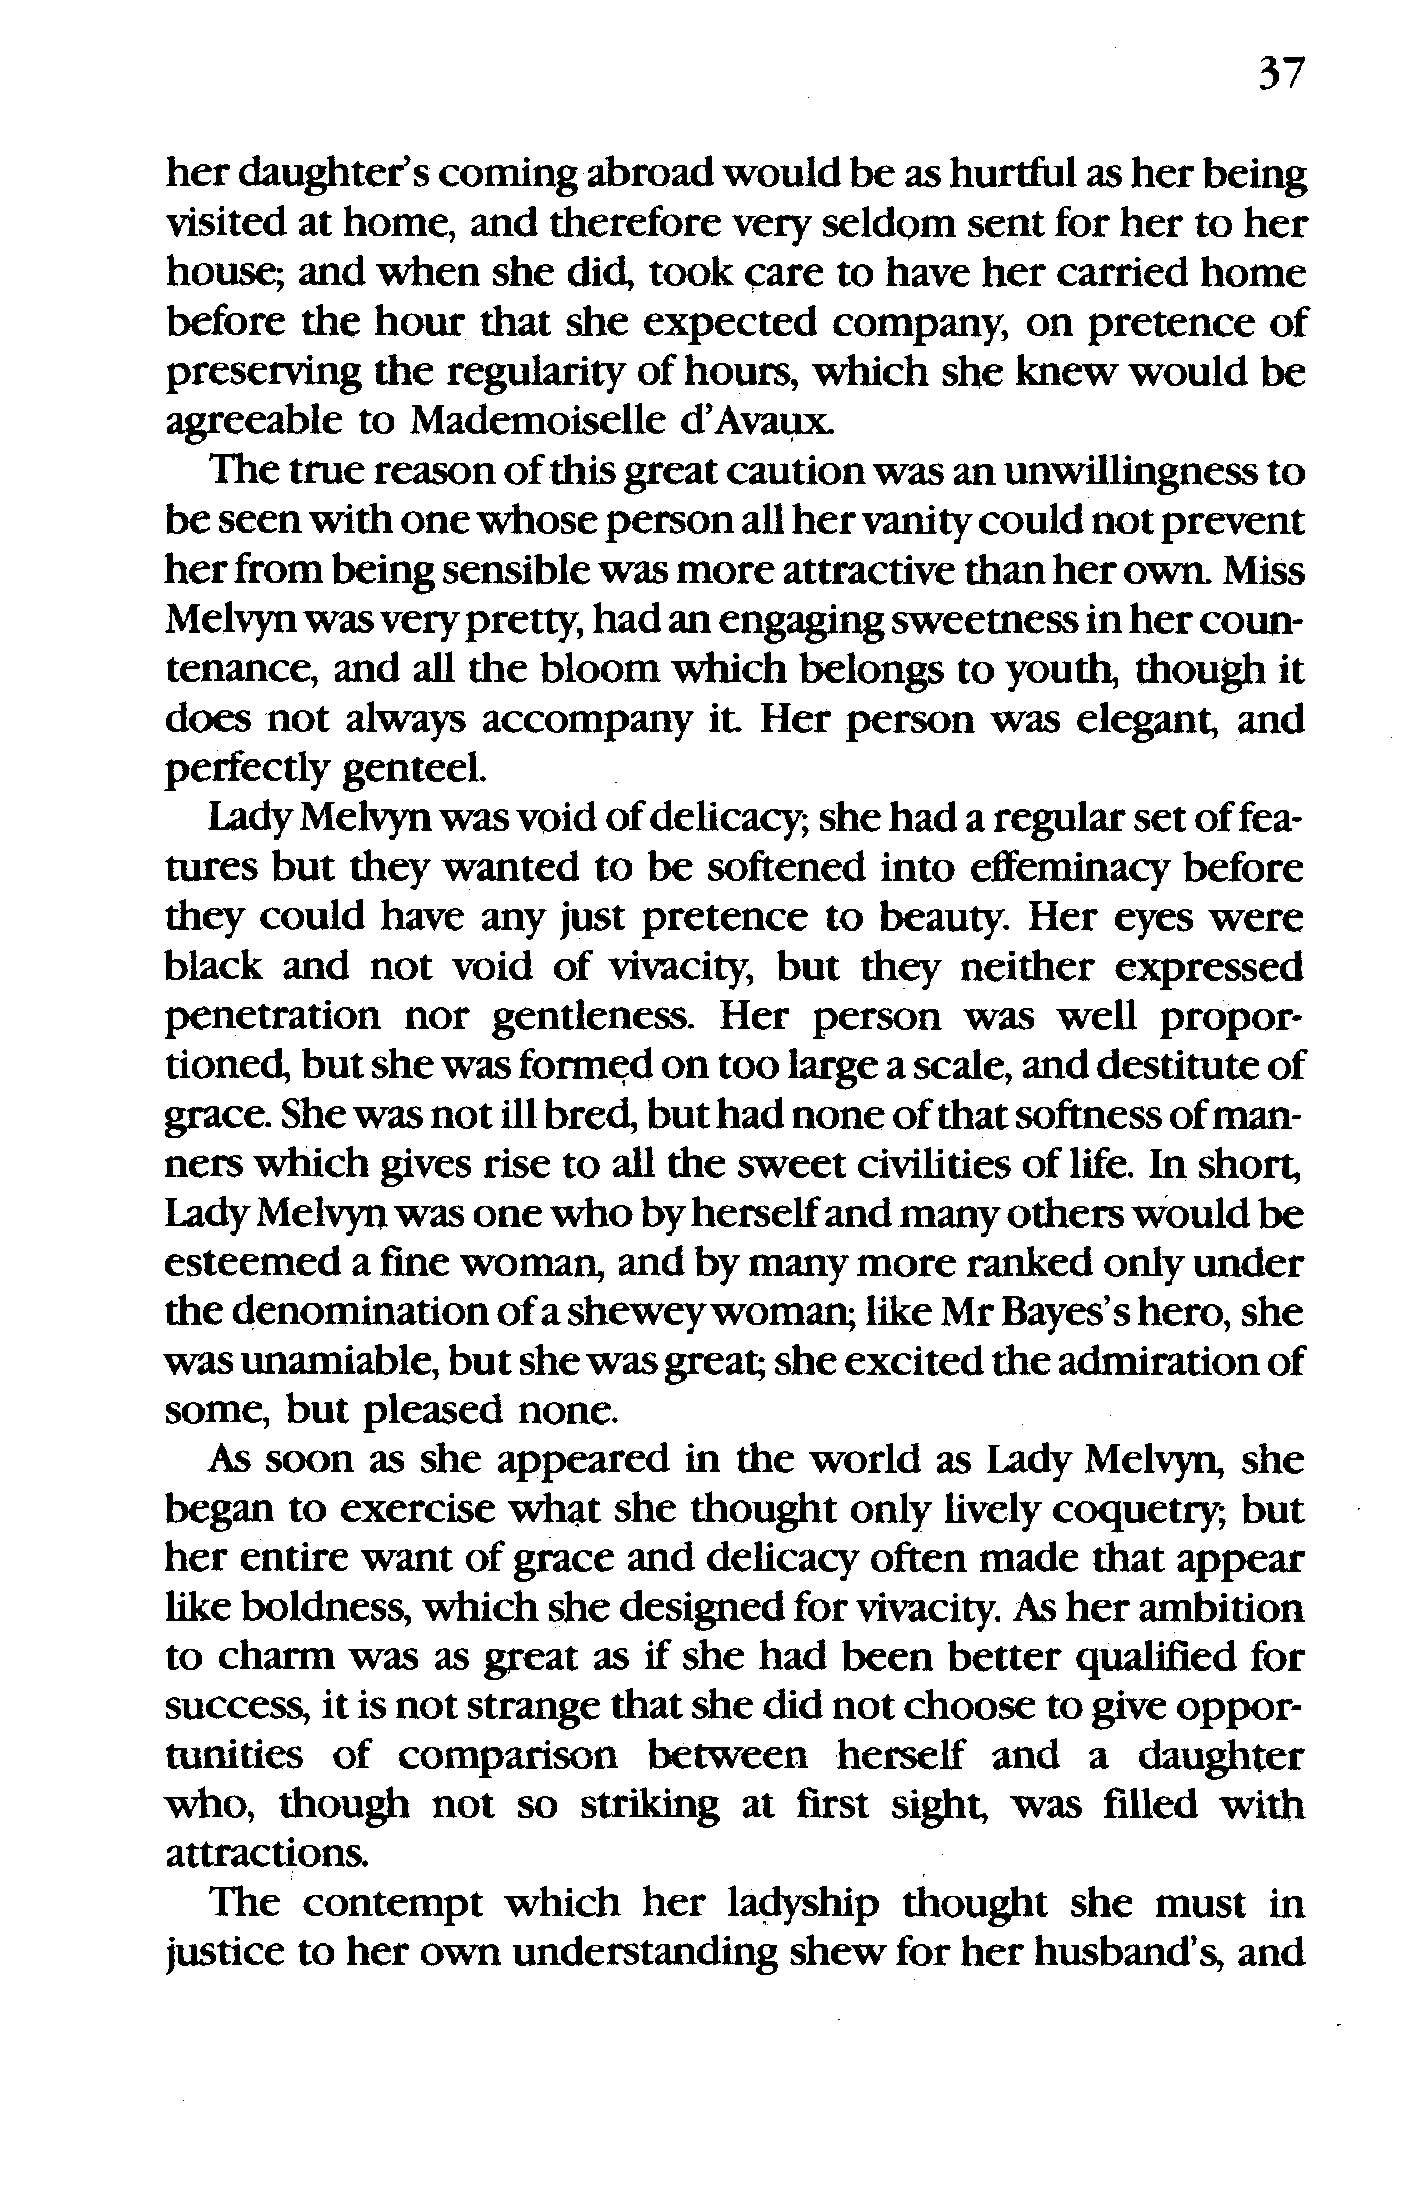 37
her daughter's coming abroad would be as hurtful as her being
visited at home, and therefore very seldom sent for her to her
house; and when she did, took care to have her carried home
before the hour that she expected company, on pretence of
preserving the regularity of hours, which she knew would be
agreeable to Mademoiselle d'Avaux.
The true reason of this great caution was an unwillingness to
be seen with one whose person all her vanity could not prevent
her from being sensible was more attractive than her own. Miss
Melvyn was very pretty, had an engaging sweetness in her coun-
tenance, and all the bloom which belongs to youth, though it
does not always accompany it. Her person was elegant, and
perfectly genteel.
Lady Melvyn was void of delicacy; she had a regular set of fea-
tures but they wanted to be softened into effeminacy before
they could have any just pretence to beauty. Her eyes were
black and not void of vivacity, but they neither expressed
penetration nor gentleness. Her person was well propor-
tioned, but she was formed on too large a scale, and destitute of
grace. She was not ill bred, but had none of that softness of man-
ners which gives rise to all the sweet civilities of life. In short,
Lady Melvyn was one who by herself and many others would be
esteemed a fine woman, and by many more ranked only under
the denomination of a shewey woman; like Mr Bayes's hero, she
was unamiable, but she was great; she excited the admiration of
some, but pleased none.
As soon as she appeared in the world as Lady Melvyn, she
began to exercise what she thought only lively coquetry; but
her entire want of grace and delicacy often made that appear
like boldness, which she designed for vivacity. As her ambition
to charm was as great as if she had been better qualified for
success, it is not strange that she did not choose to give oppor-
tunities of comparison between herself and a daughter
who, though not so striking at first sight, was filled with
attractions.
The contempt which her ladyship thought she must in
justice to her own understanding shew for her husband's, and